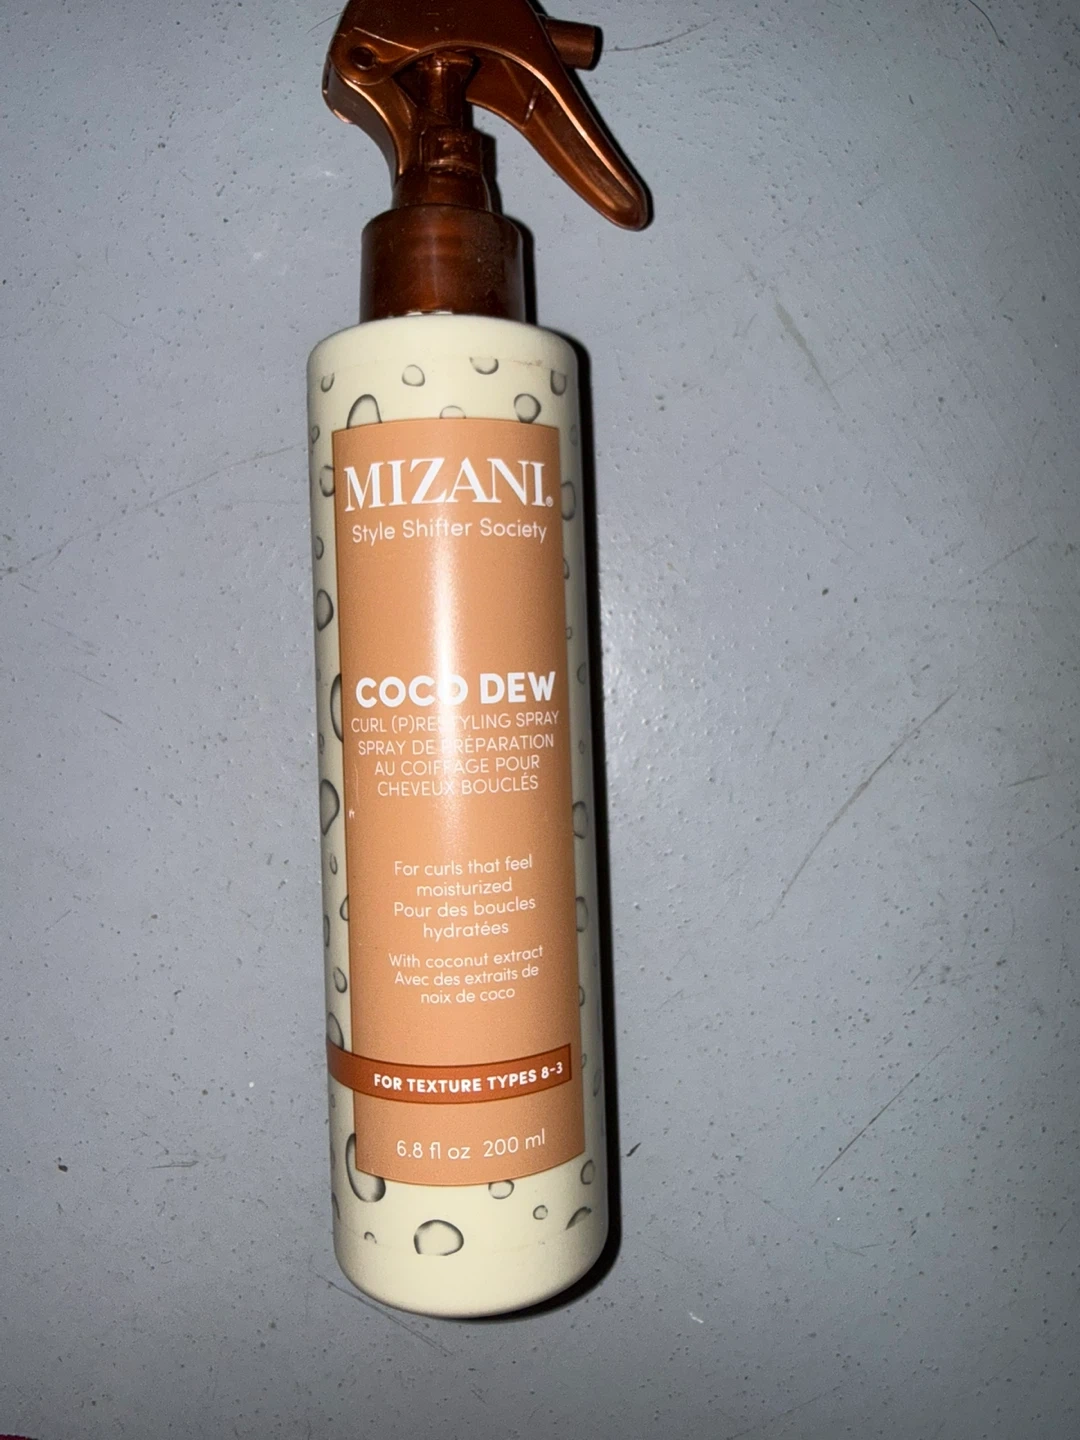 MIZANI®
Style Shifter Society
COCO DEW
CURL (P)RESTYLING SPRAY
SPRAY DE PRÉPARATION
AU COIFFAGE POUR
CHEVEUX BOUCLÉS
For curls that feel
moisturized
Pour des boucles
hydratées
With coconut extract
Avec des extraits de
noix de coco
FOR TEXTURE TYPES 8-3
6.8 fl oz 200 ml